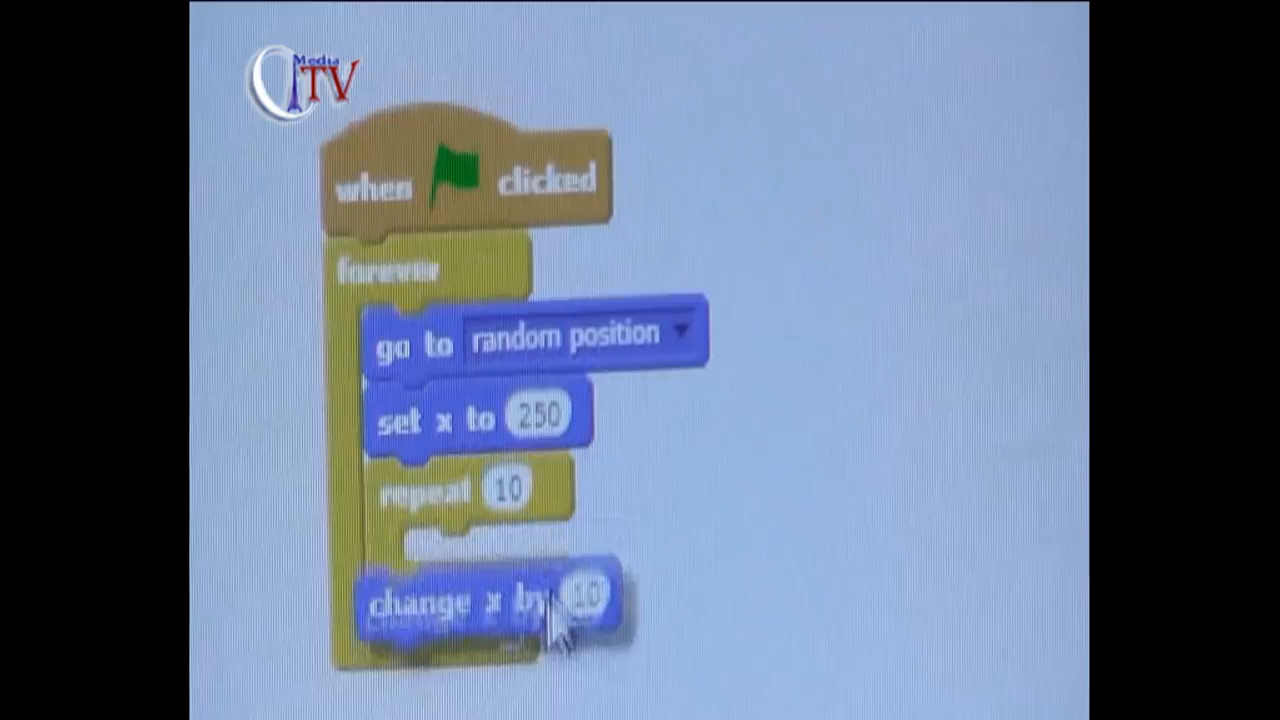 Media
TV
when clicked
forever
go to random position
set x to 250
repeat 10
change x by 10